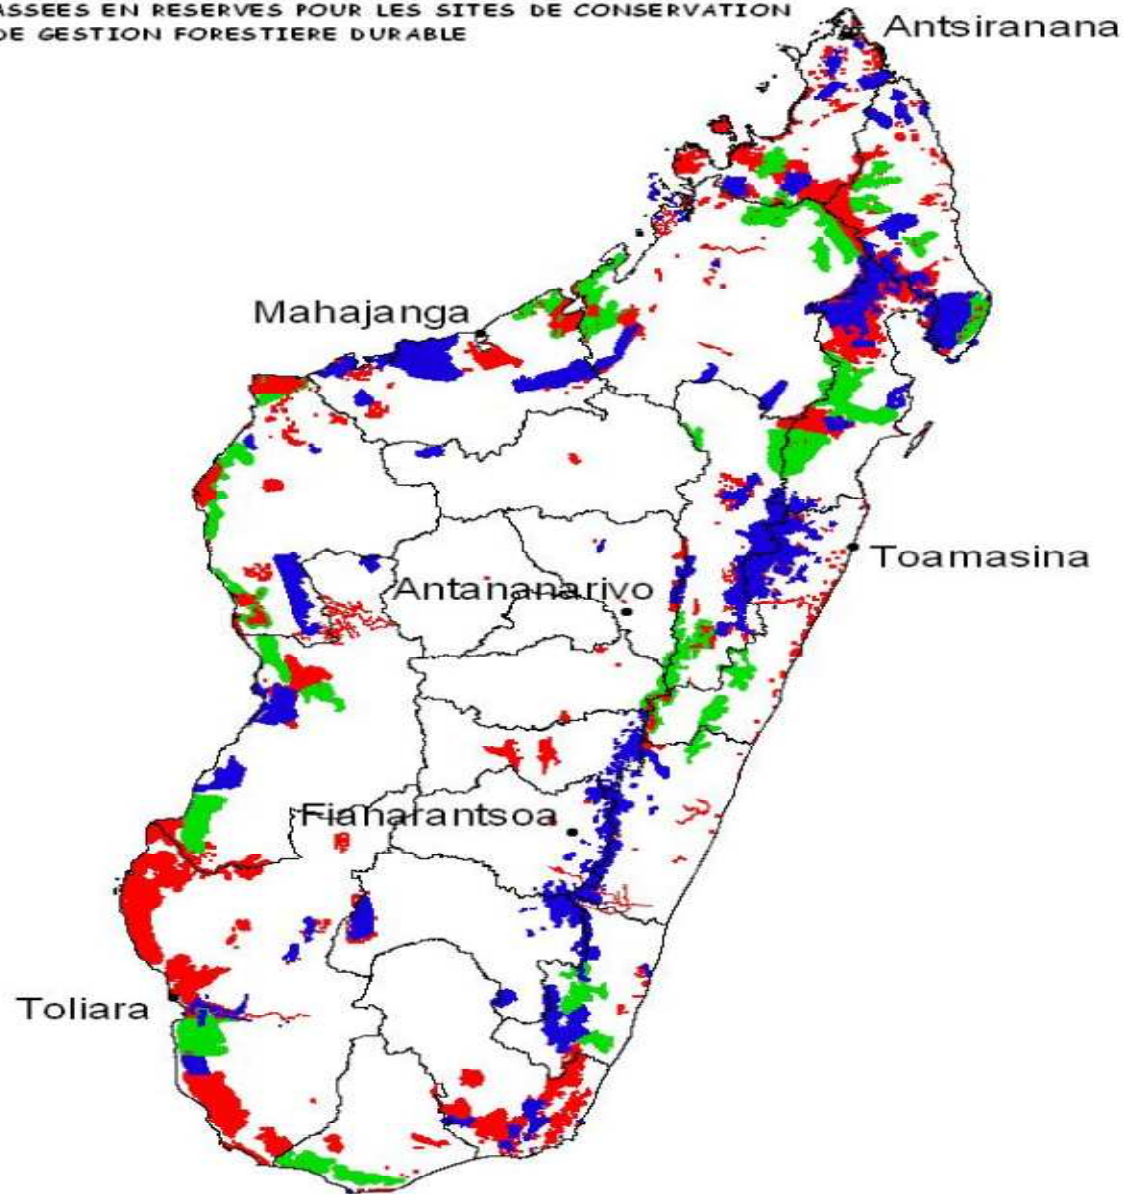 ASSEES EN RESERVES POUR LES SITES DE CONSERVATION
DE GESTION FORESTIERE DURABLE
Antsiranana
Mahajanga
Toamasina
Antananarivo
Fianarantsoa
Toliara